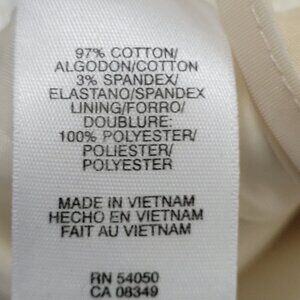 97% COTTON/
ALGODON/COTTON
3% SPANDEX/
ELASTANO/SPANDEX
LINING/FORRO/
DOUBLURE:
100% POLYESTER/
POLIESTER/
POLYESTER
MADE IN VIETNAM
HECHO EN VIETNAM
FAIT AU VIETNAM
RN 54050
CA 08349